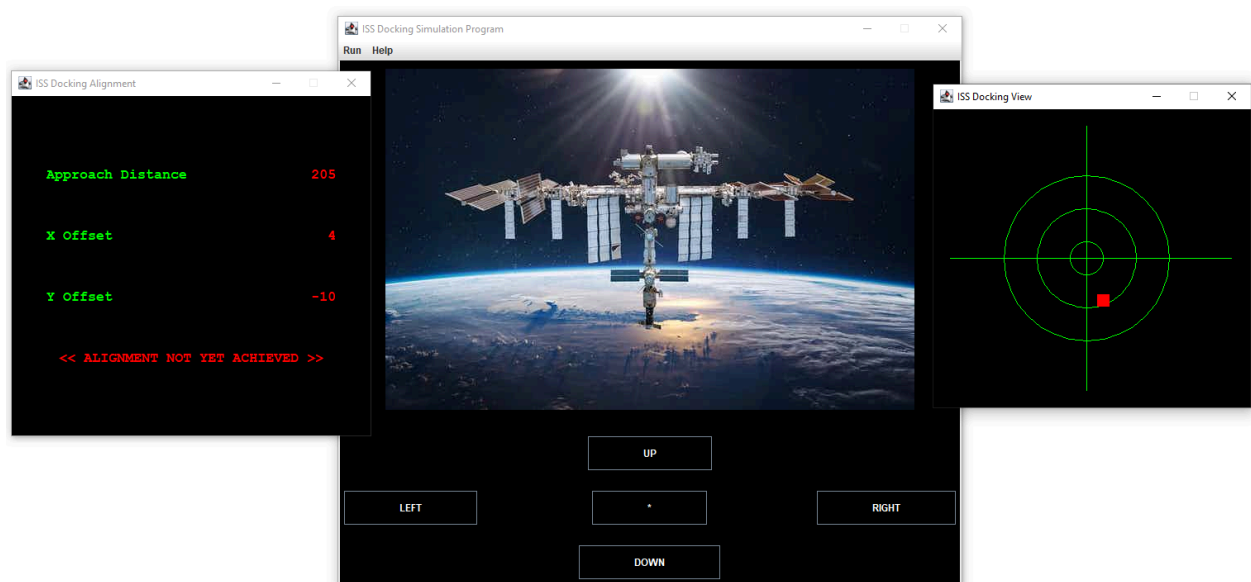 ISS Docking Simulation Program
Run Help
ISS Docking Alignment
Approach Distance 205
X Offset 4
Y Offset -10
<< ALIGNMENT NOT YET ACHIEVED >>
ISS Docking View
UP
LEFT * RIGHT
DOWN